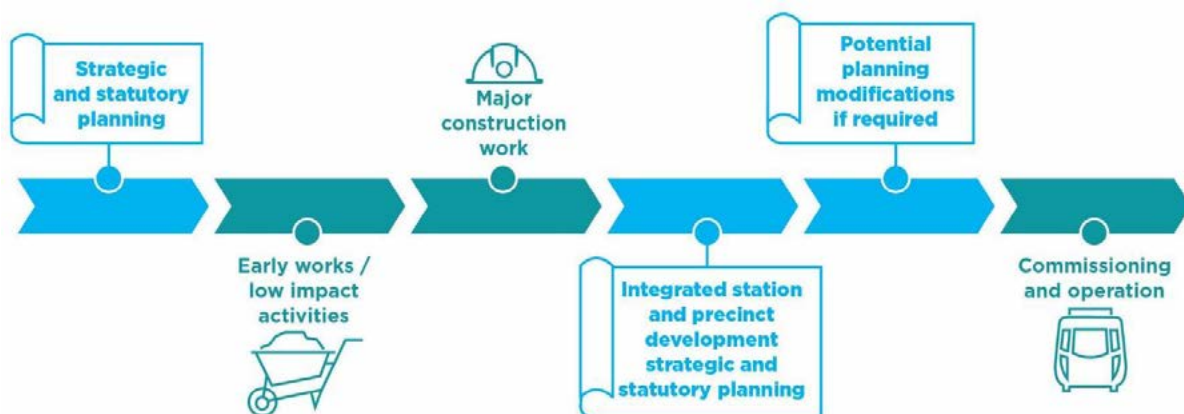 Strategic
and statutory
planning
Early works /
low impact
activities
Major
construction
work
Integrated station
and precinct
development
strategic and
statutory planning
Potential
planning
modifications
if required
Commissioning
and operation